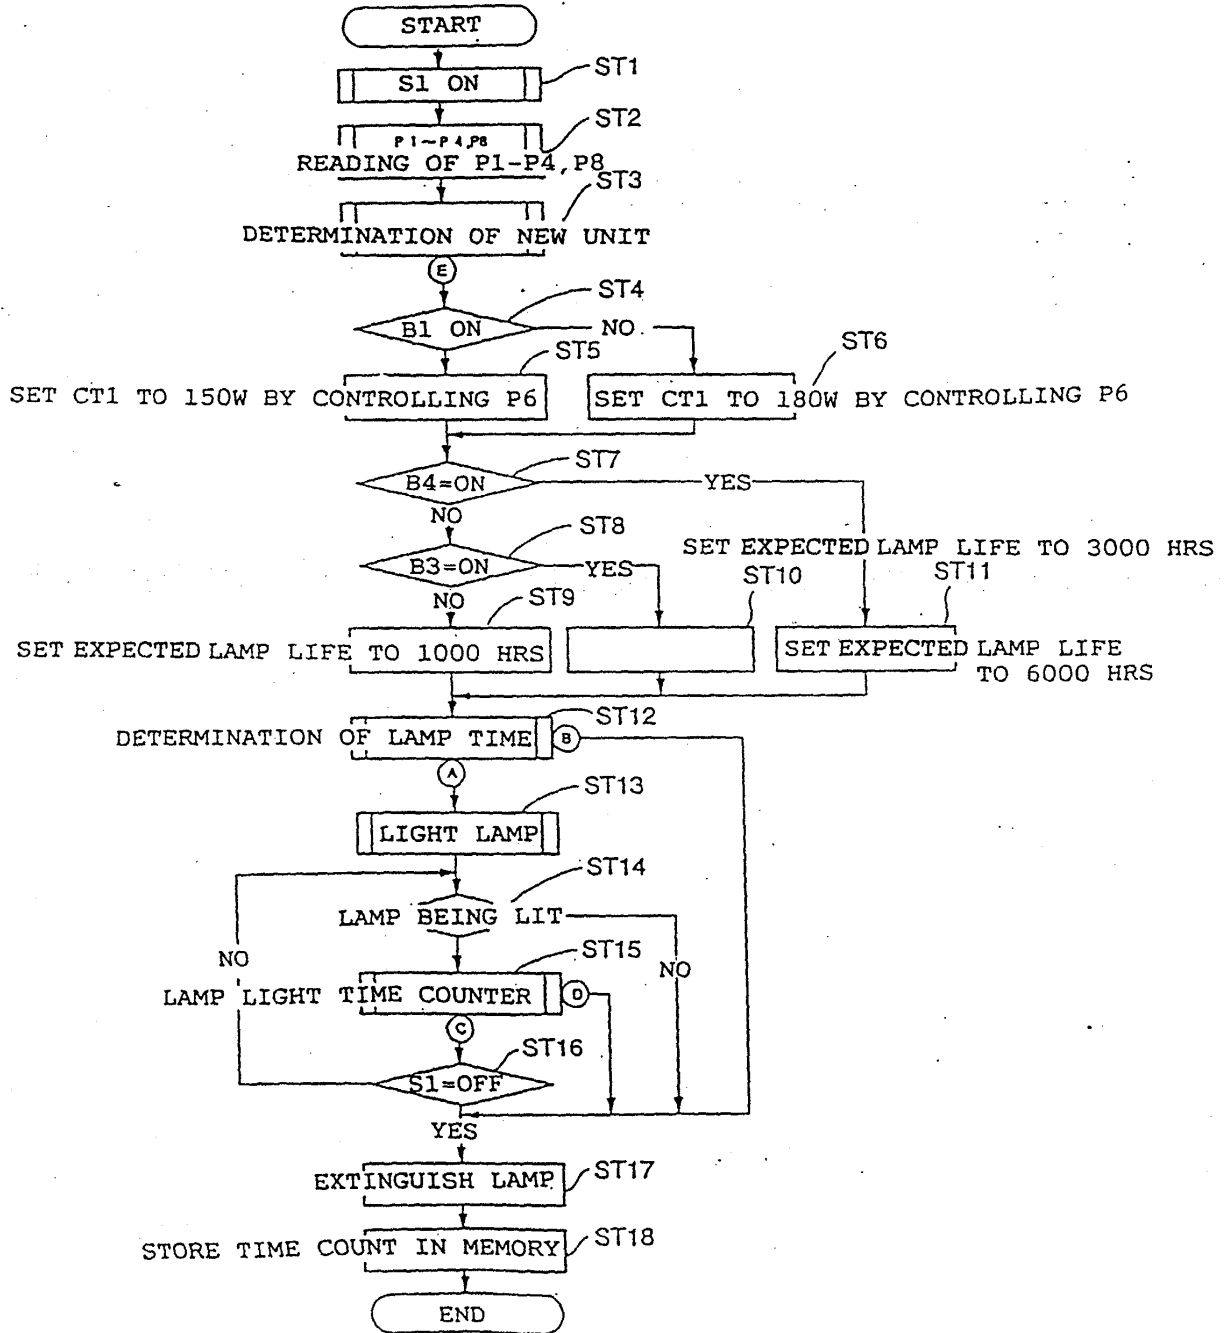 START
S1 ON
ST1
P1~P4,P8
READING OF P1-P4,P8
ST2
DETERMINATION OF NEW UNIT
ST3
E
B1 ON
ST4
NO
SET CT1 TO 150W BY CONTROLLING P6
ST5
SET CT1 TO 180W BY CONTROLLING P6
ST6
B4=ON
ST7
YES
NO
B3=ON
ST8
YES
NO
SET EXPECTED LAMP LIFE TO 3000 HRS
ST9
ST10
ST11
SET EXPECTED LAMP LIFE TO 1000 HRS
SET EXPECTED LAMP LIFE
TO 6000 HRS
DETERMINATION OF LAMP TIME
ST12
B
A
LIGHT LAMP
ST13
LAMP BEING LIT
ST14
NO
NO
LAMP LIGHT TIME COUNTER
ST15
D
C
S1=OFF
ST16
YES
EXTINGUISH LAMP
ST17
STORE TIME COUNT IN MEMORY
ST18
END